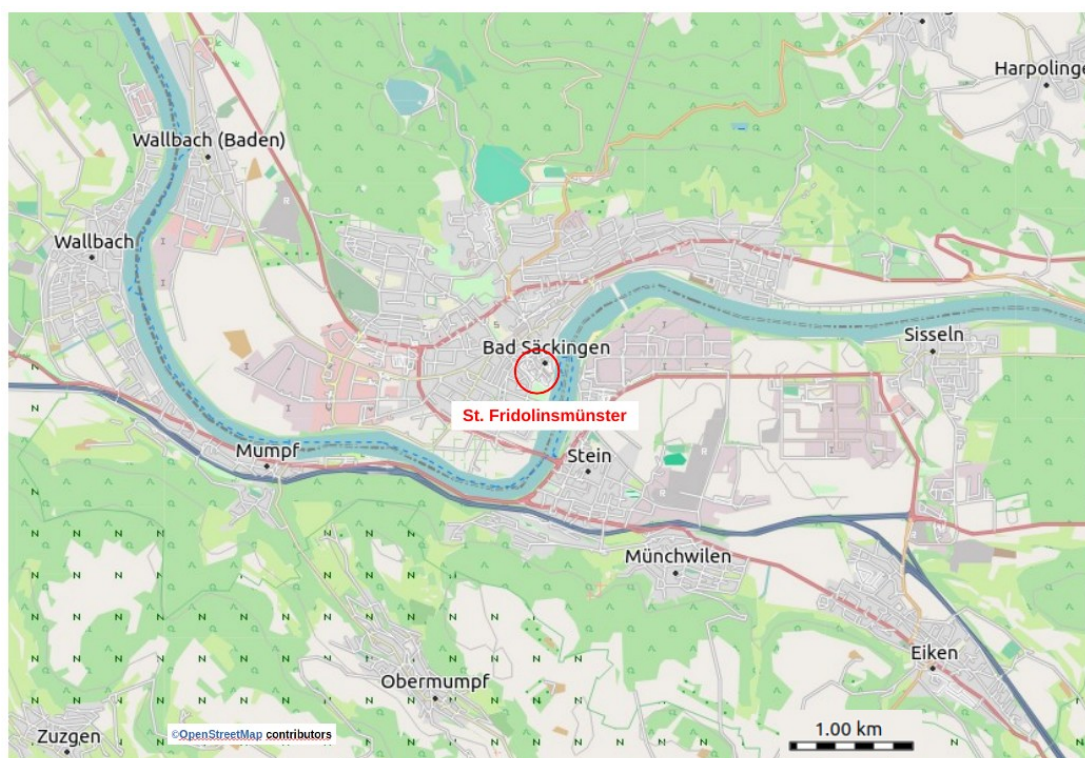 Harpolinge
Wallbach (Baden)
Wallbach
Bad Säckingen
Sisseln
St. Fridolinsmünster
Mumpf
Stein
Münchwilen
Eiken
Obermumpf
Zuzgen
©OpenStreetMap contributors
1.00 km